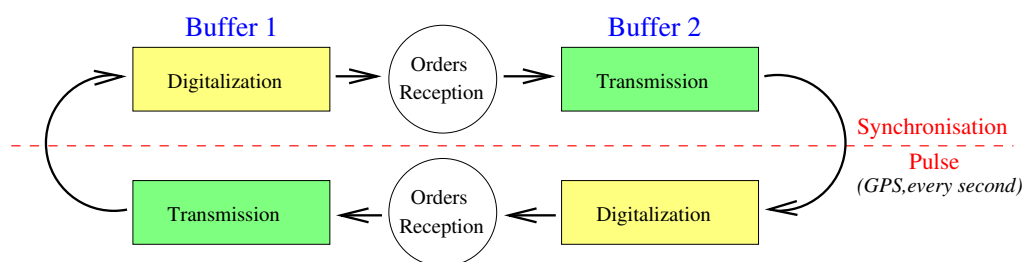 Buffer 1
Buffer 2
Digitalization
Orders
Reception
Transmission
Synchronisation
Pulse
(GPS,every second)
Transmission
Orders
Reception
Digitalization